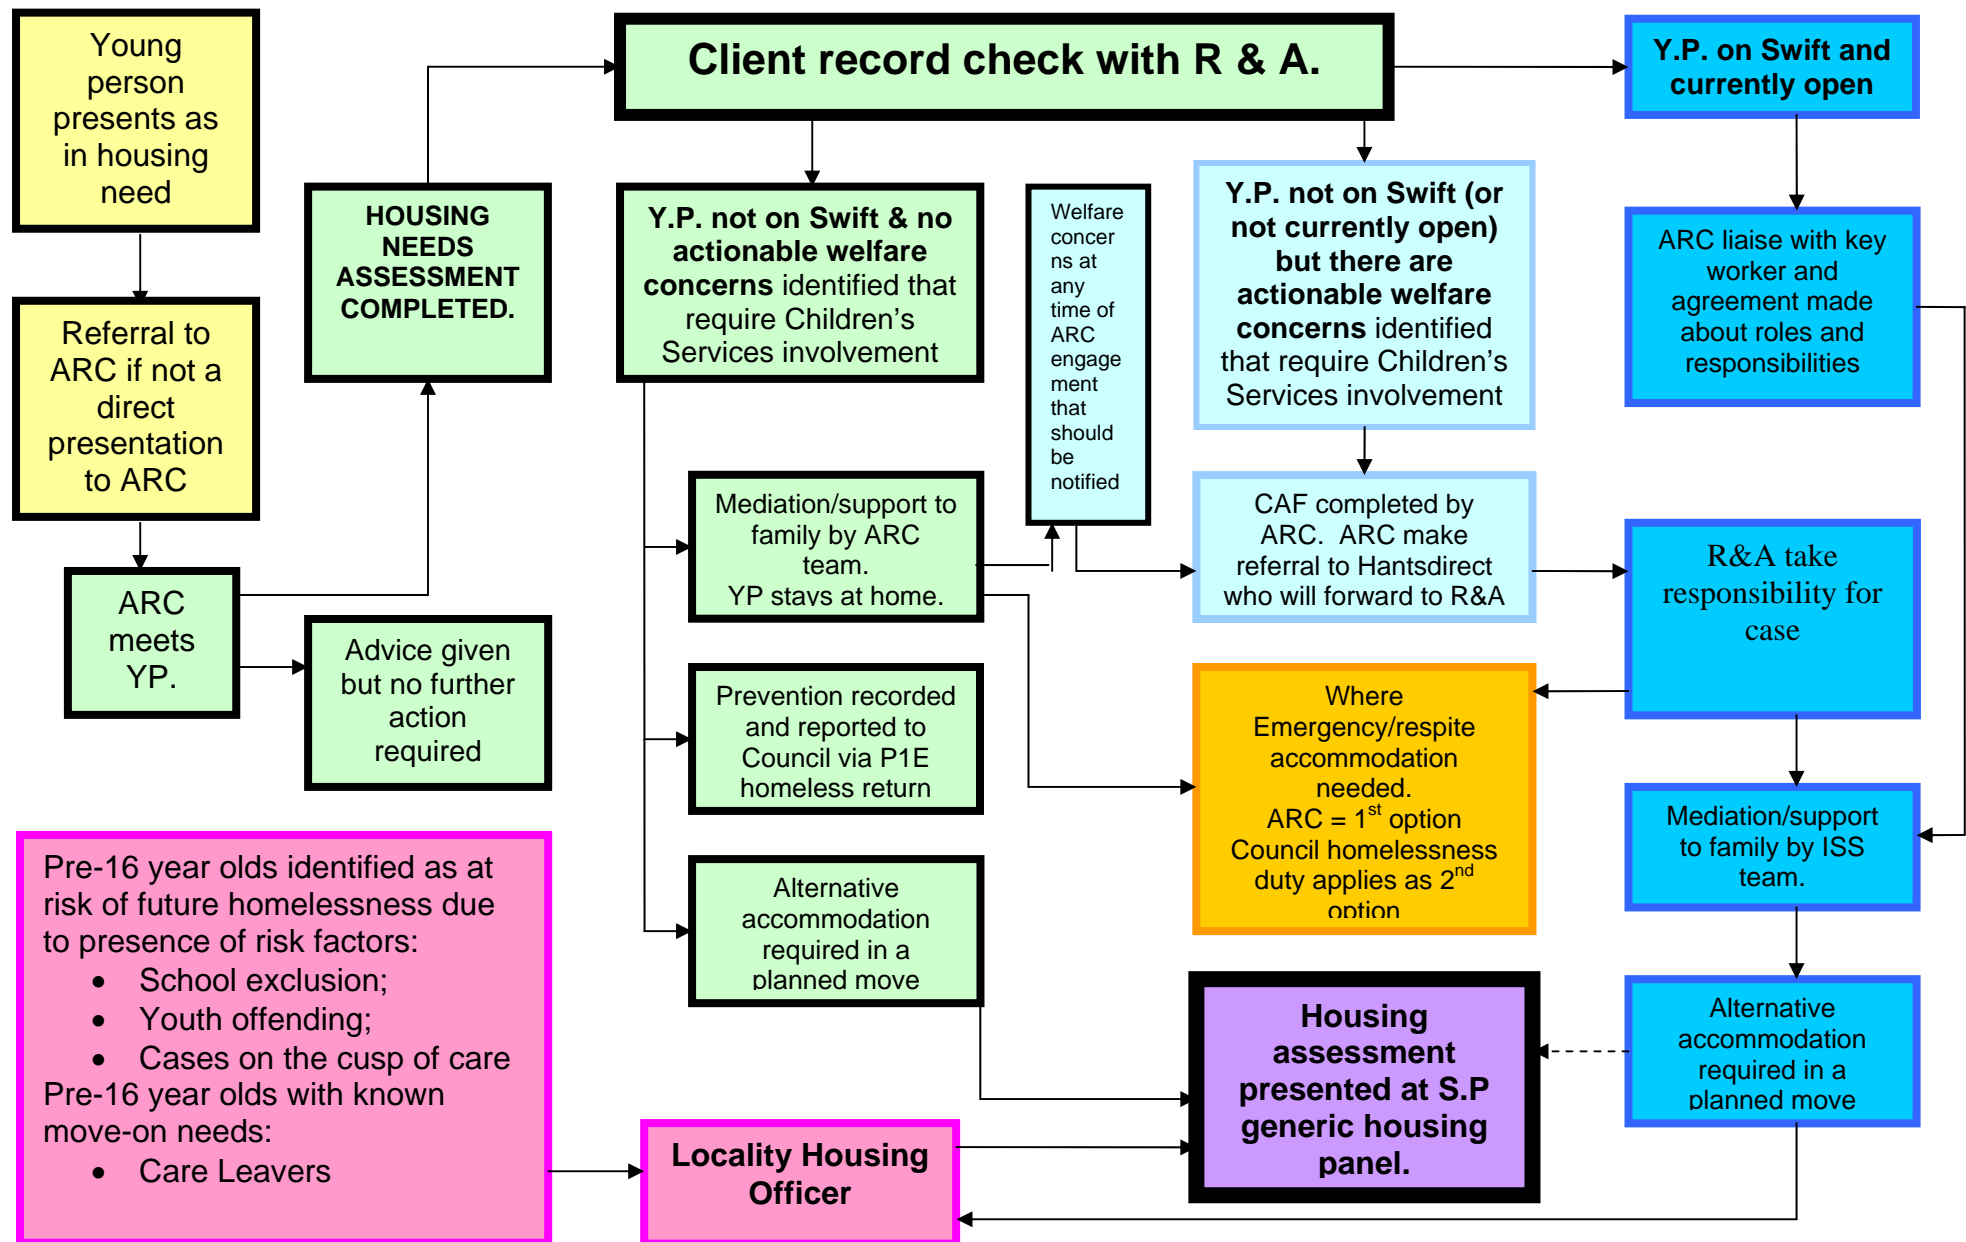 Young
person
presents as
in housing
need
Referral to
ARC if not a
direct
presentation
to ARC
ARC
meets
YP.
Advice given
but no further
action
required
HOUSING
NEEDS
ASSESSMENT
COMPLETED.
Client record check with R & A.
Y.P. not on Swift & no
actionable welfare
concerns identified that
require Children's
Services involvement
Mediation/support to
family by ARC
team.
YP stays at home.
Prevention recorded
and reported to
Council via P1E
homeless return
Alternative
accommodation
required in a
planned move
Welfare
concer
ns at
any
time of
ARC
engage
ment
that
should
be
notified
Y.P. not on Swift (or
not currently open)
but there are
actionable welfare
concerns identified
that require Children's
Services involvement
CAF completed by
ARC. ARC make
referral to Hantsdirect
who will forward to R&A
Where
Emergency/respite
accommodation
needed.
ARC = 1st option
Council homelessness
duty applies as 2nd
option
Y.P. on Swift and
currently open
ARC liaise with key
worker and
agreement made
about roles and
responsibilities
R&A take
responsibility for
case
Mediation/support
to family by ISS
team.
Alternative
accommodation
required in a
planned move
Housing
assessment
presented at S.P
generic housing
panel.
Pre-16 year olds identified as at
risk of future homelessness due
to presence of risk factors:
• School exclusion;
• Youth offending;
• Cases on the cusp of care
Pre-16 year olds with known
move-on needs:
• Care Leavers
Locality Housing
Officer